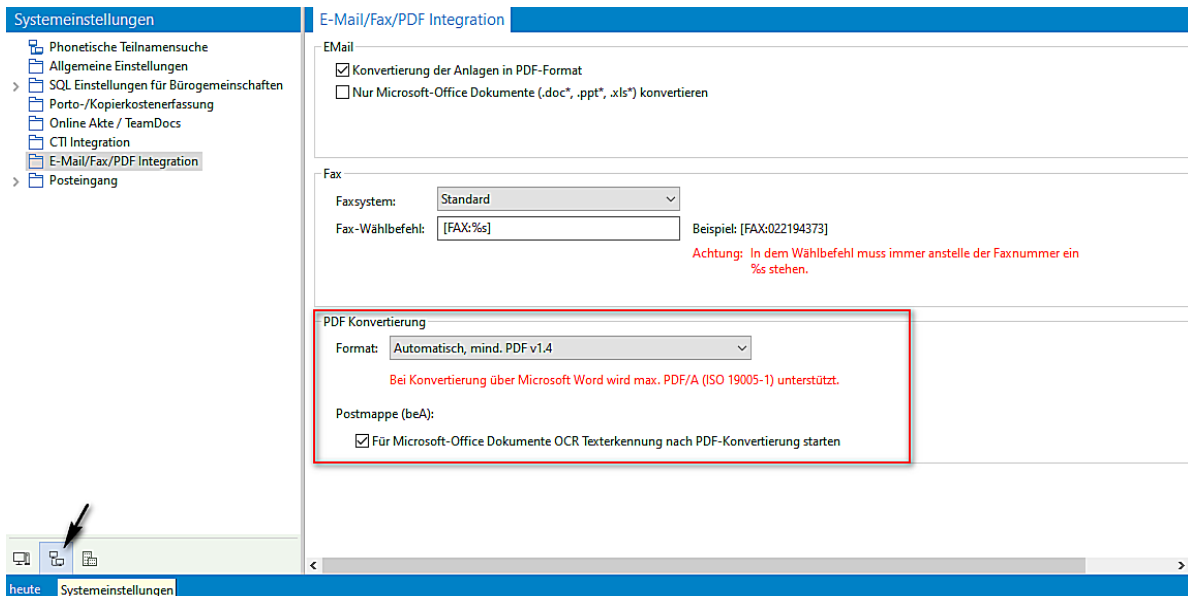 Systemeinstellungen
Phonetische Teilnamensuche
Allgemeine Einstellungen
SQL Einstellungen für Bürogemeinschaften
Porto-/Kopierkostenerfassung
Online Akte / TeamDocs
CTI Integration
E-Mail/Fax/PDF Integration
Posteingang
E-Mail/Fax/PDF Integration
EMail
Konvertierung der Anlagen in PDF-Format
Nur Microsoft-Office Dokumente (.doc*, .ppt*, .xls*) konvertieren
Fax
Faxsystem: Standard
Fax-Wählbefehl: [FAX:%s] Beispiel: [FAX:022194373]
Achtung: In dem Wählbefehl muss immer anstelle der Faxnummer ein
%s stehen.
PDF Konvertierung
Format: Automatisch, mind. PDF v1.4
Bei Konvertierung über Microsoft Word wird max. PDF/A (ISO 19005-1) unterstützt.
Postmappe (beA):
Für Microsoft-Office Dokumente OCR Texterkennung nach PDF-Konvertierung starten
heute Systemeinstellungen